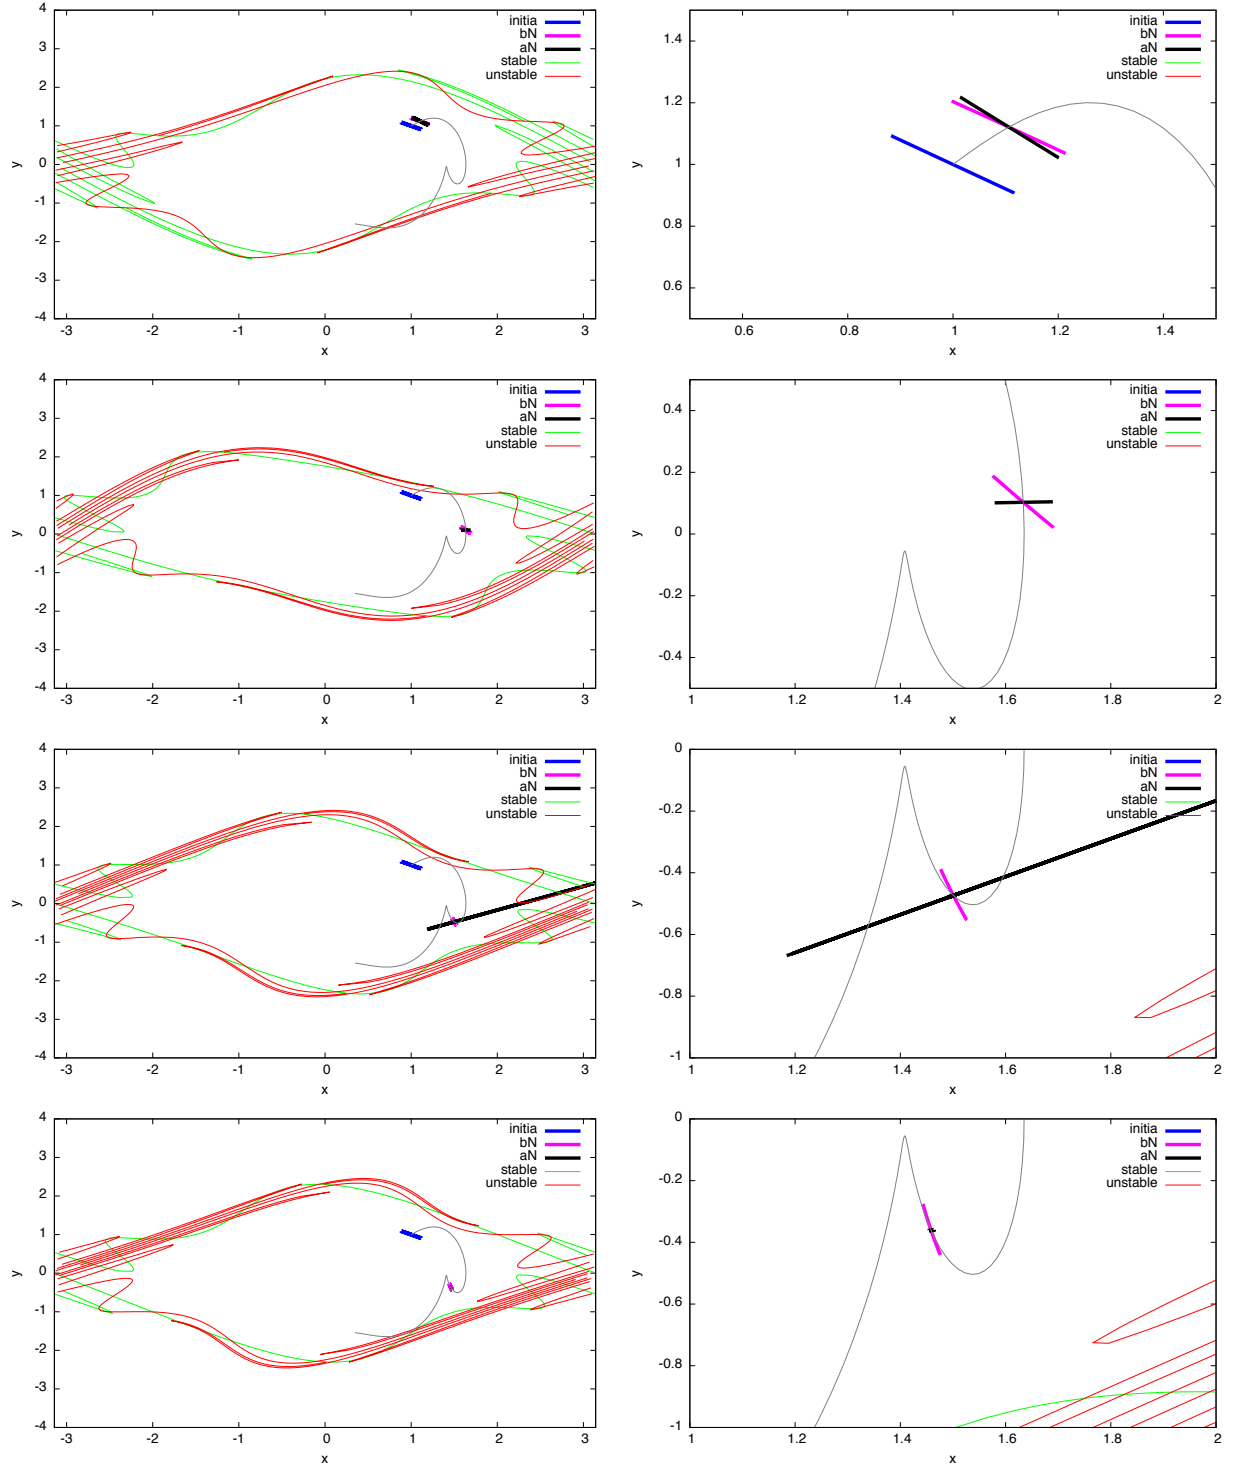 4
3
2
1
0
-1
-2
-3
-4
y
-3 -2 -1 0 1 2 3
x
initia
bN
aN
stable
unstable
1.4
1.2
1
0.8
0.6
y
0.6 0.8 1 1.2 1.4
x
initia
bN
aN
stable
unstable
4
3
2
1
0
-1
-2
-3
-4
y
-3 -2 -1 0 1 2 3
x
initia
bN
aN
stable
unstable
0.4
0.2
0
-0.2
-0.4
y
1 1.2 1.4 1.6 1.8 2
x
initia
bN
aN
stable
unstable
4
3
2
1
0
-1
-2
-3
-4
y
-3 -2 -1 0 1 2 3
x
initia
bN
aN
stable
unstable
0
-0.2
-0.4
-0.6
-0.8
-1
y
1 1.2 1.4 1.6 1.8 2
x
initia
bN
aN
stable
unstable
4
3
2
1
0
-1
-2
-3
-4
y
-3 -2 -1 0 1 2 3
x
initia
bN
aN
stable
unstable
0
-0.2
-0.4
-0.6
-0.8
-1
y
1 1.2 1.4 1.6 1.8 2
x
initia
bN
aN
stable
unstable